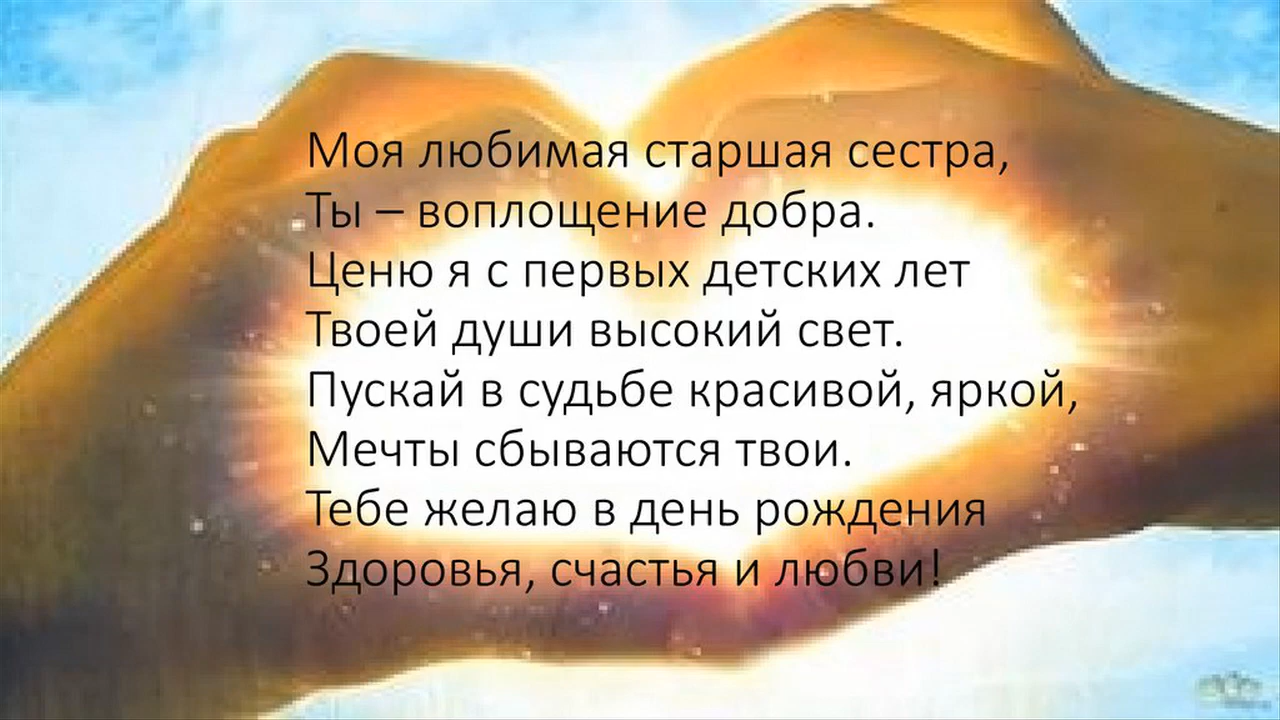 Моя любимая старшая сестра,
Ты – воплощение добра.
Ценю я с первых детских лет
Твоей души высокий свет.
Пускай в судьбе красивой, яркой,
Мечты сбываются твои.
Тебе желаю в день рождения
Здоровья, счастья и любви!